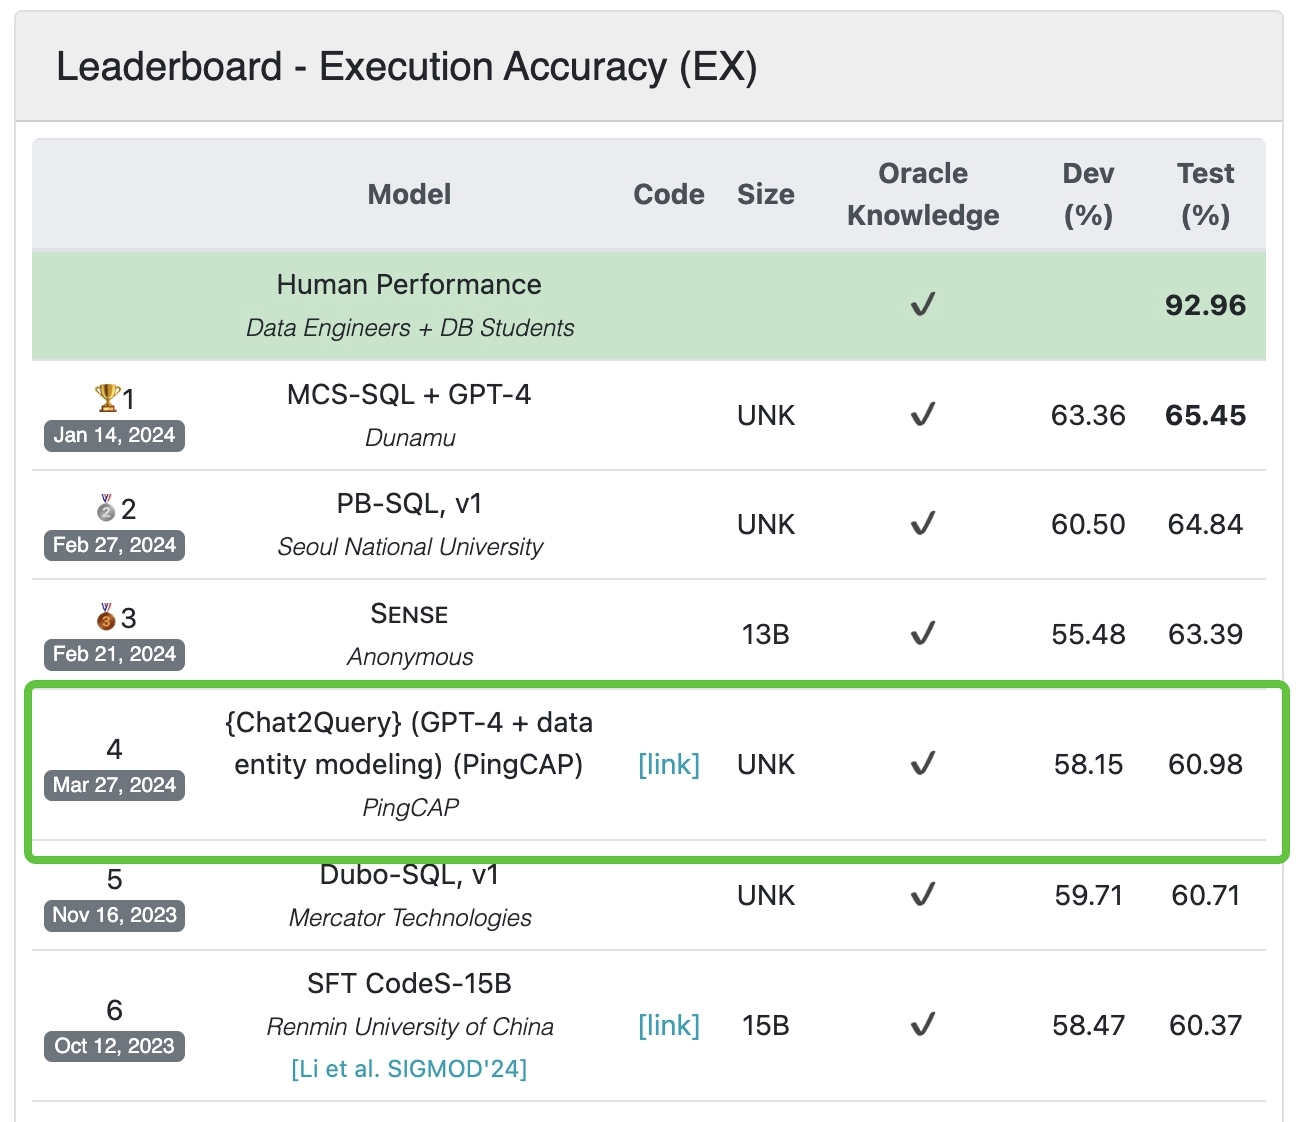 Leaderboard - Execution Accuracy (EX)
Model Code Size Oracle Knowledge Dev (%) Test (%)
Human Performance
Data Engineers + DB Students
✔ 92.96
🏆1
Jan 14, 2024
MCS-SQL + GPT-4
Dunamu
UNK ✔ 63.36 65.45
🥈2
Feb 27, 2024
PB-SQL, v1
Seoul National University
UNK ✔ 60.50 64.84
🥉3
Feb 21, 2024
SENSE
Anonymous
13B ✔ 55.48 63.39
4
Mar 27, 2024
{Chat2Query} (GPT-4 + data
entity modeling) (PingCAP)
PingCAP
[link] UNK ✔ 58.15 60.98
5
Nov 16, 2023
Dubo-SQL, v1
Mercator Technologies
UNK ✔ 59.71 60.71
6
Oct 12, 2023
SFT CodeS-15B
Renmin University of China
[Li et al. SIGMOD'24]
[link] 15B ✔ 58.47 60.37